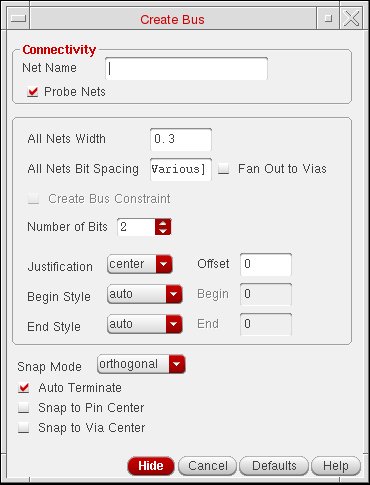 Create Bus
Connectivity
Net Name
Probe Nets
All Nets Width 0.3
All Nets Bit Spacing Various] Fan Out to Vias
Create Bus Constraint
Number of Bits 2
Justification center Offset 0
Begin Style auto Begin 0
End Style auto End 0
Snap Mode orthogonal
Auto Terminate
Snap to Pin Center
Snap to Via Center
Hide Cancel Defaults Help